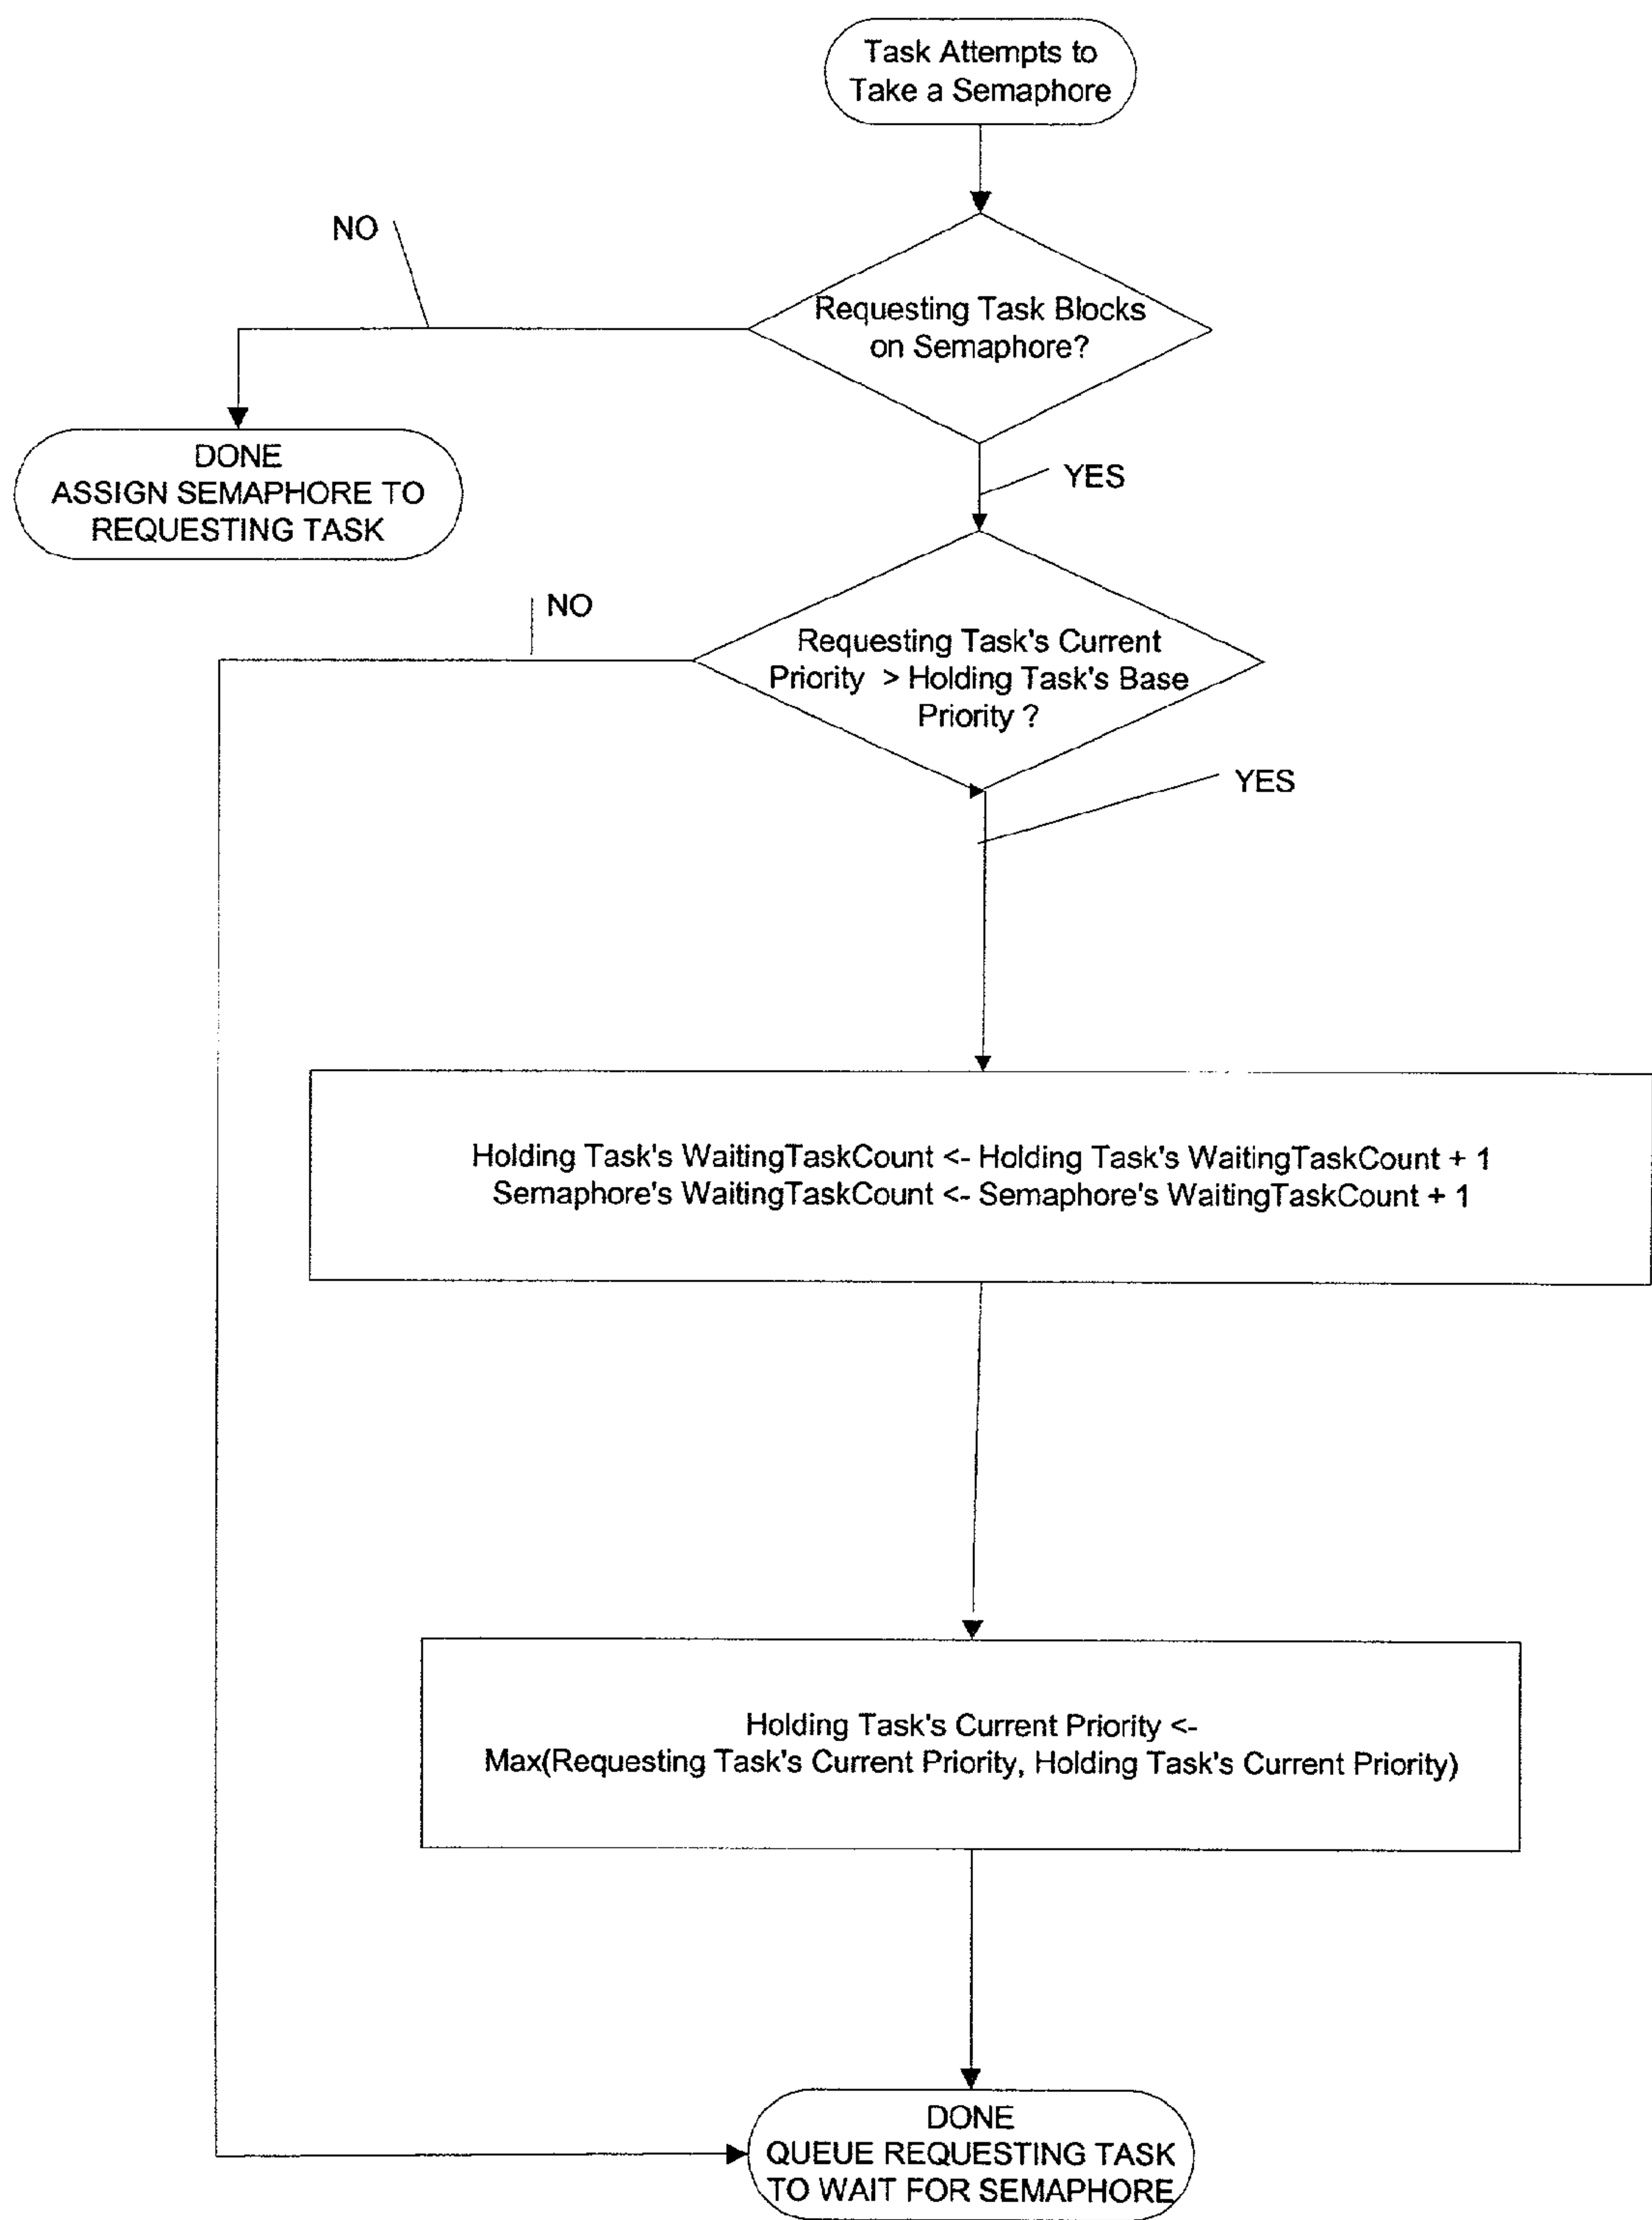 Task Attempts to
Take a Semaphore
NO
Requesting Task Blocks
on Semaphore?
DONE
ASSIGN SEMAPHORE TO
REQUESTING TASK
YES
NO
Requesting Task's Current
Priority > Holding Task's Base
Priority ?
YES
Holding Task's WaitingTaskCount <- Holding Task's WaitingTaskCount + 1
Semaphore's WaitingTaskCount <- Semaphore's WaitingTaskCount + 1
Holding Task's Current Priority <-
Max(Requesting Task's Current Priority, Holding Task's Current Priority)
DONE
QUEUE REQUESTING TASK
TO WAIT FOR SEMAPHORE